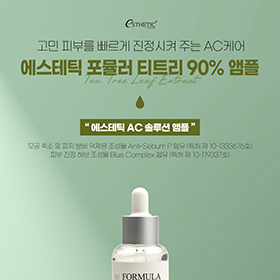 ESTHETIC
고민 피부를 빠르게 진정시켜 주는 AC케어
에스테틱 포뮬러 티트리 90% 앰플
Tea Tree Leaf Extract
“ 에스테틱 AC 솔루션 앰플 ”
모공 축소 및 피지 분비 억제용 조성물 Anti-Sebum P 함유 (특허 제 10-1333676호)
피부 진정 허브 조성물 Blue Complex 함유 (특허 제 10-119337호)
FORMULA